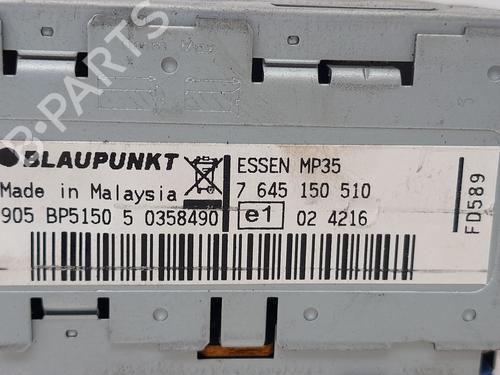 BLAUPUNKT
Made in Malaysia
905 BP5150 5 0358490
ESSEN MP35
7 645 150 510
e1 02 4216
FD589
B-PARTS